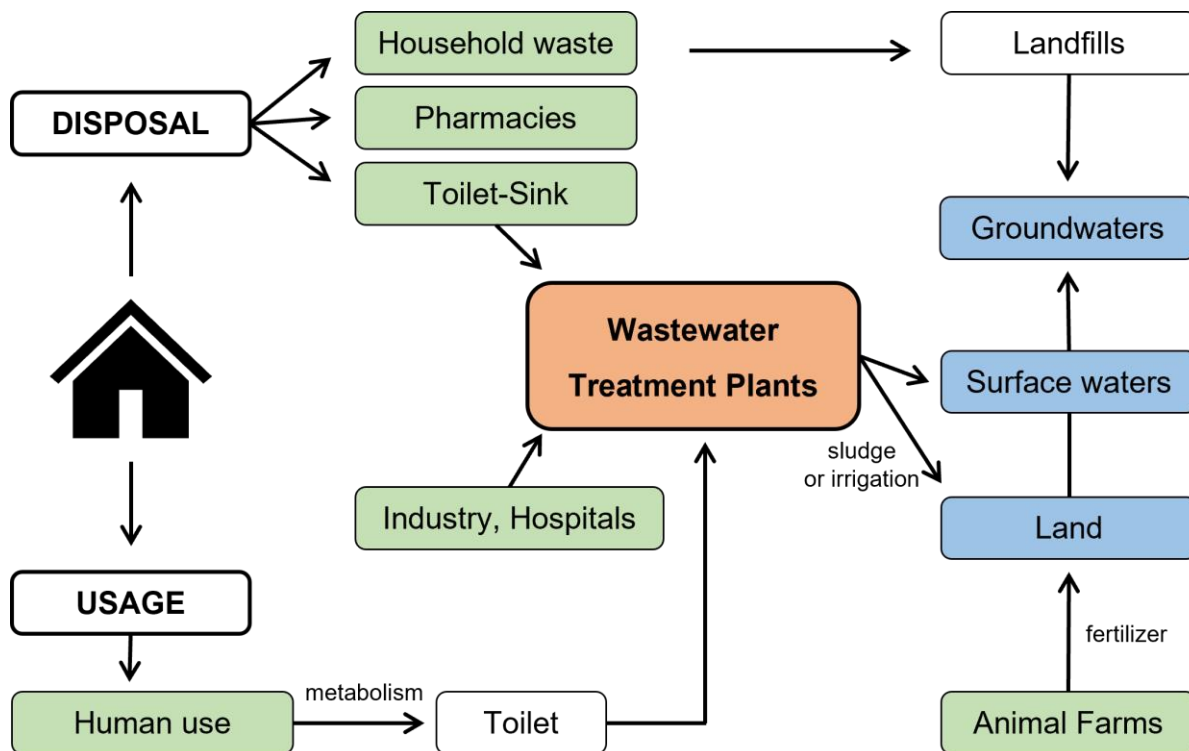 Household waste
Landfills
DISPOSAL
Pharmacies
Toilet-Sink
Groundwaters
Wastewater
Treatment Plants
Surface waters
sludge
or irrigation
Industry, Hospitals
Land
USAGE
fertilizer
metabolism
Human use
Toilet
Animal Farms